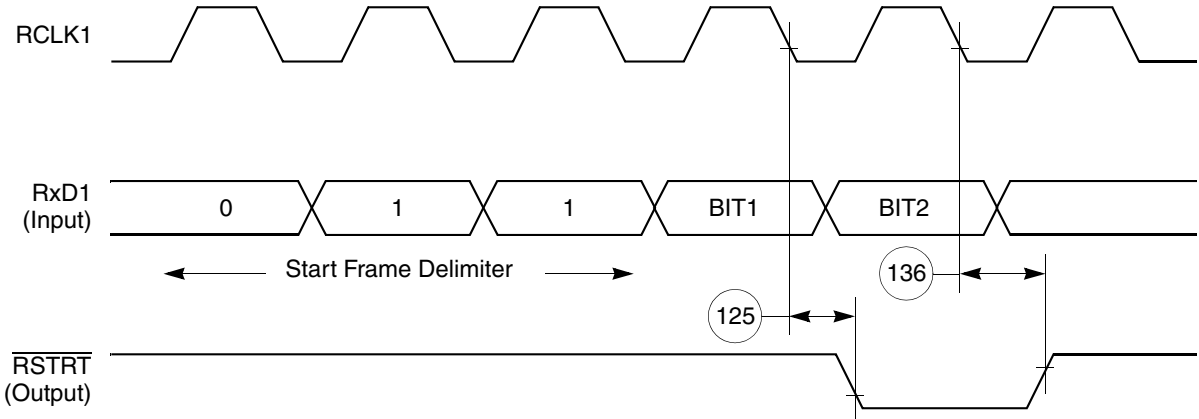 RCLK1
RxD1
(Input)
0
1
1
BIT1
BIT2
Start Frame Delimiter
136
125
RSTRT
(Output)